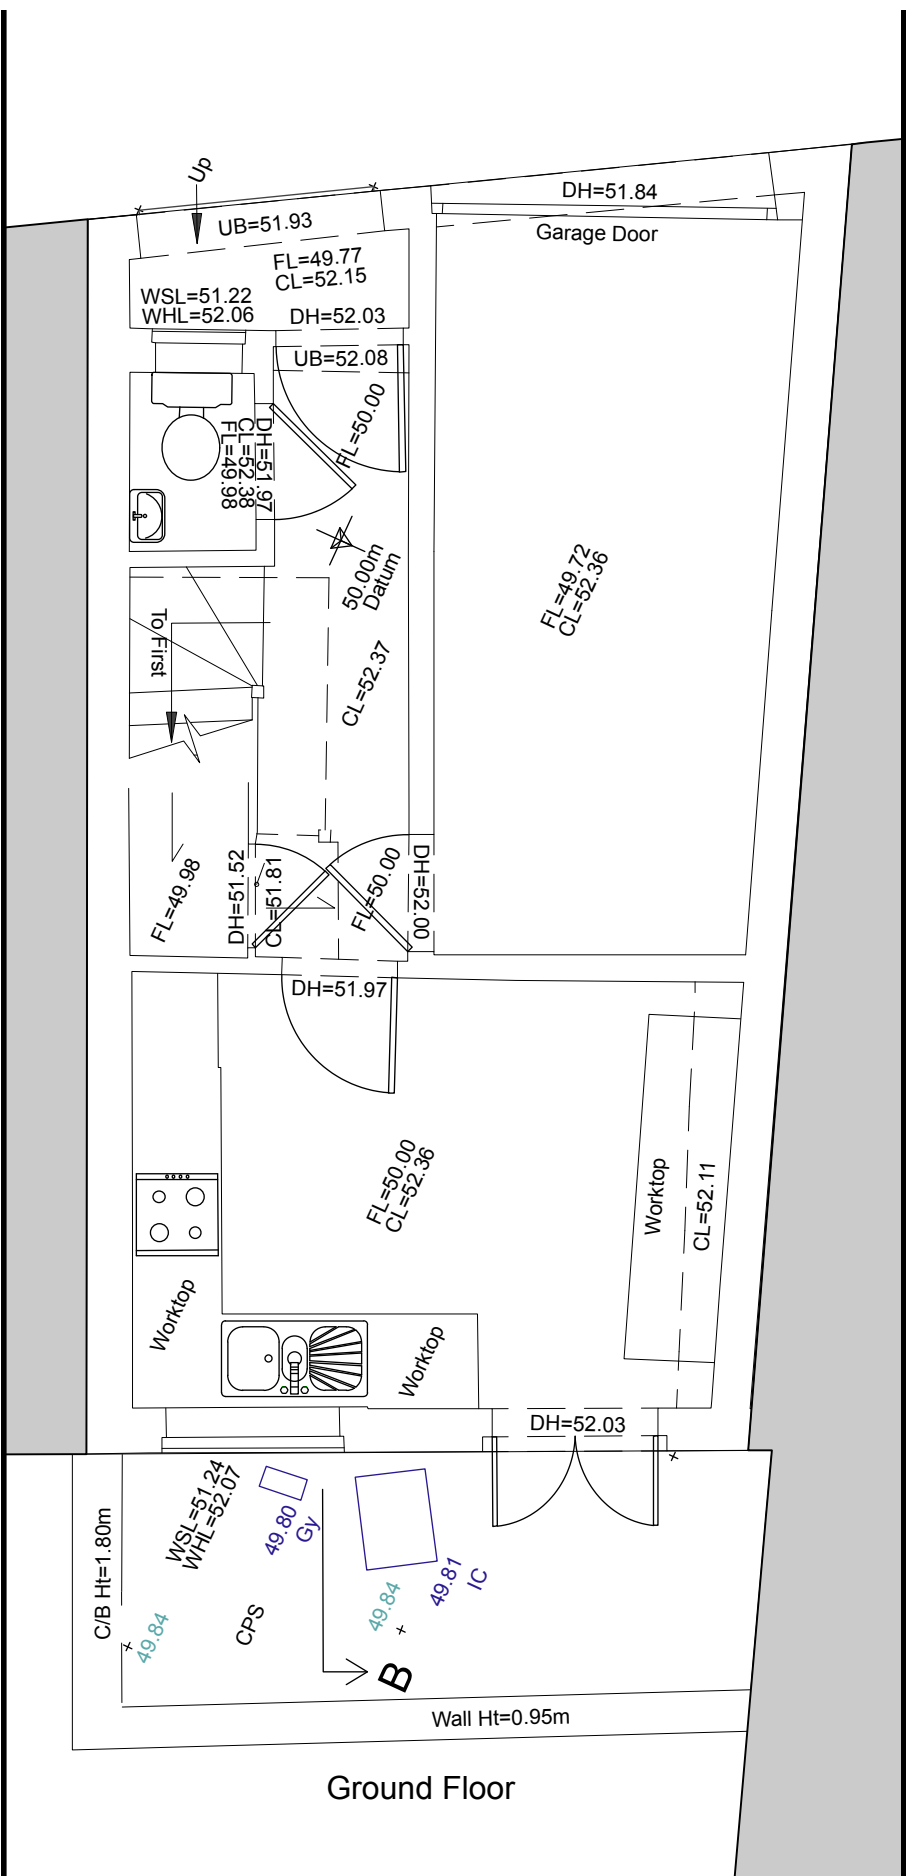 Up
DH=51.84
UB=51.93
Garage Door
FL=49.77
CL=52.15
WSL=51.22
WHL=52.06
DH=52.03
UB=52.08
FL=50.00
DH=51.97
CL=52.38
FL=49.98
50.00m
Datum
FL=49.72
CL=52.36
To First
CL=52.37
FL=49.98
DH=51.52
CL=51.81
FL=50.00
DH=52.00
DH=51.97
FL=50.00
CL=52.36
Worktop
CL=52.11
Worktop
Worktop
DH=52.03
WSL=51.24
WHL=52.07
49.80
Gy
49.81
IC
C/B Ht=1.80m
49.84
CPS
49.84
B
Wall Ht=0.95m
Ground Floor